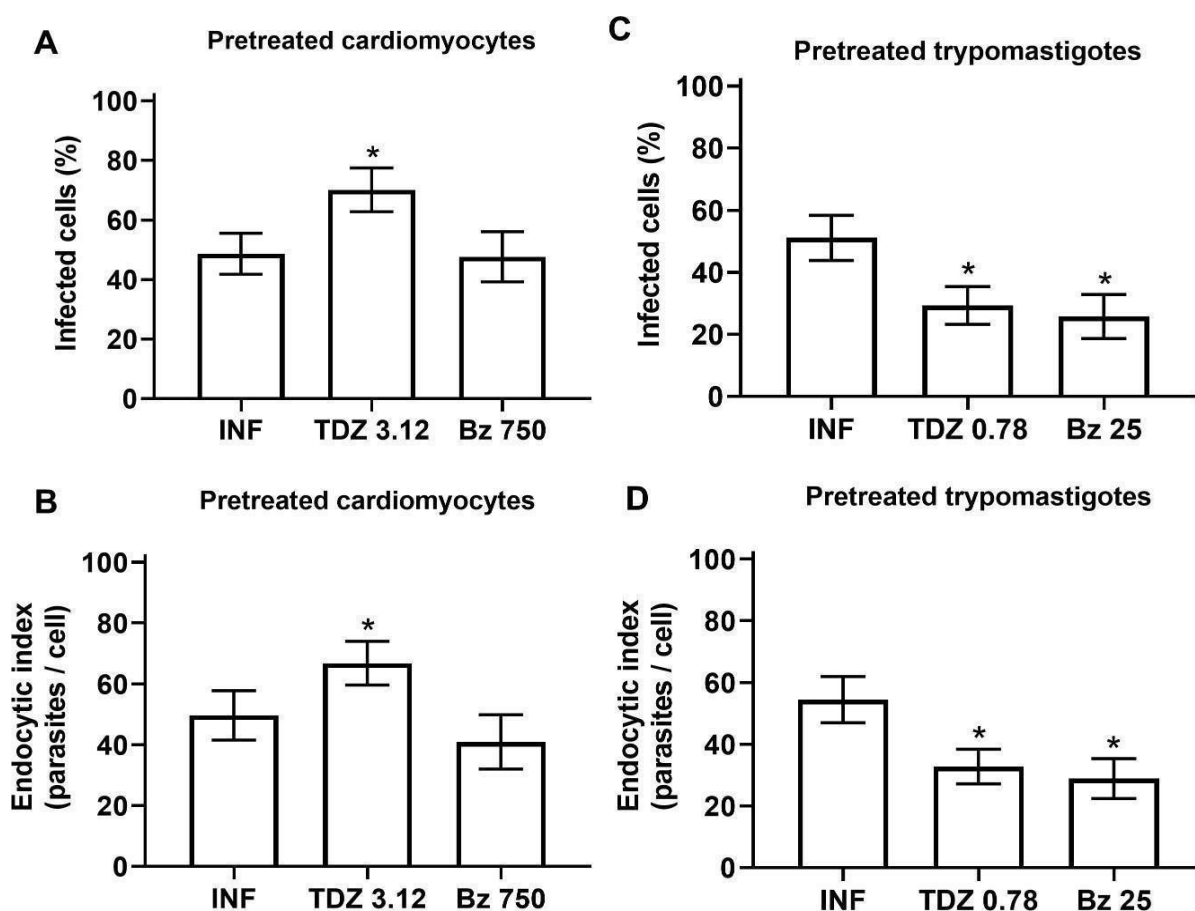 A
Pretreated cardiomyocytes
Infected cells (%)
100
80
60
40
20
0
*
INF TDZ 3.12 Bz 750
B
Pretreated cardiomyocytes
Endocytic index
(parasites / cell)
100
80
60
40
20
0
*
INF TDZ 3.12 Bz 750
C
Pretreated trypomastigotes
Infected cells (%)
100
80
60
40
20
0
* *
INF TDZ 0.78 Bz 25
D
Pretreated trypomastigotes
Endocytic index
(parasites / cell)
100
80
60
40
20
0
* *
INF TDZ 0.78 Bz 25